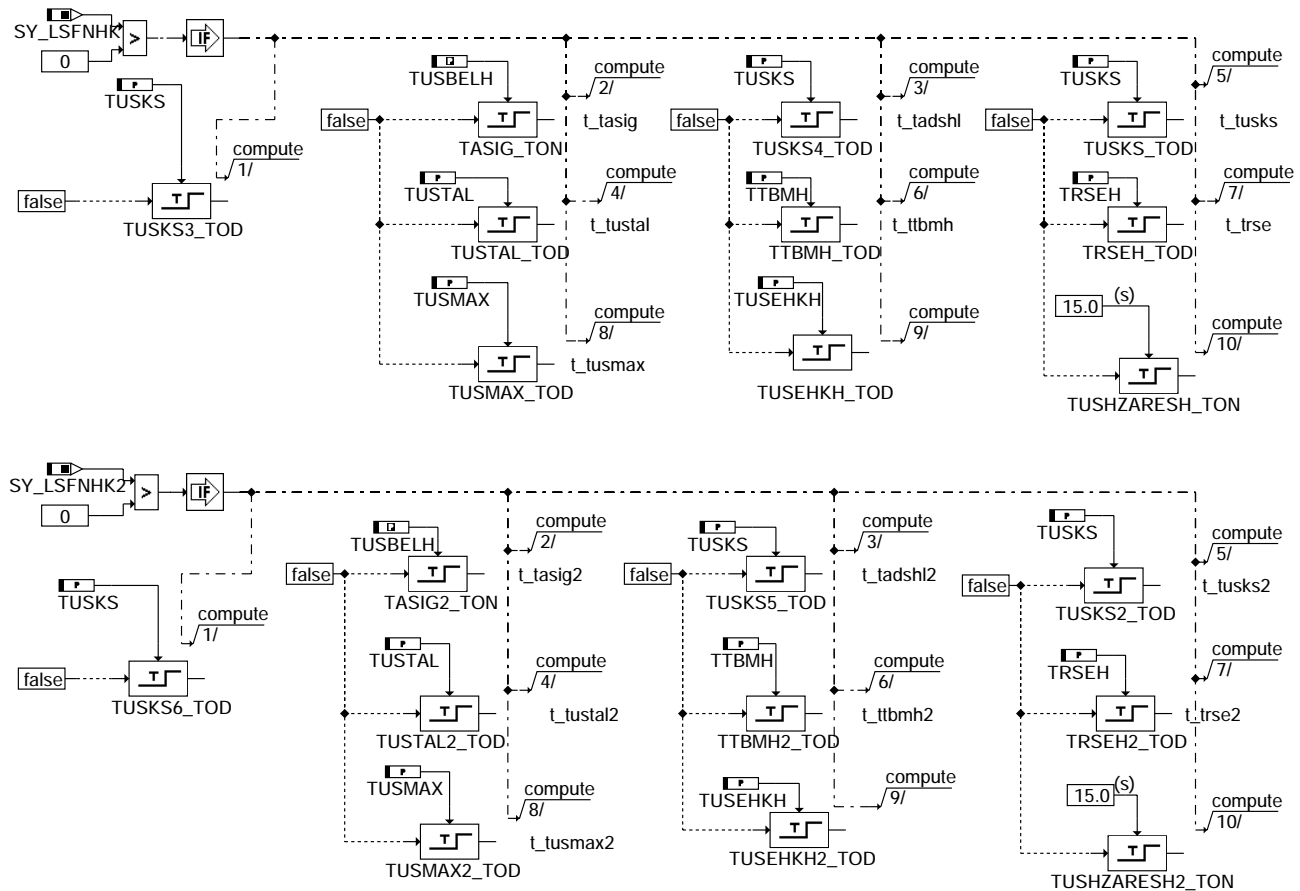 SY_LSFNHK
>
IF
0
TUSKS
compute
1/
false
T
TUSKS3_TOD
TUSBELH
compute
2/
false
T
t_tasig
TASIG_TON
TUSTAL
compute
4/
T
t_tustal
TUSTAL_TOD
TUSMAX
compute
8/
T
t_tusmax
TUSMAX_TOD
TUSKS
compute
3/
false
T
t_tadshl
TUSKS4_TOD
TTBMH
compute
6/
T
t_ttbmh
TTBMH_TOD
TUSEHKH
compute
9/
T
TUSEHKH_TOD
TUSKS
compute
5/
false
T
t_tusks
TUSKS_TOD
TRSEH
compute
7/
T
t_trse
TRSEH_TOD
15.0
(s)
compute
10/
T
TUSHZARESH_TON
SY_LSFNHK2
>
IF
0
TUSKS
compute
1/
false
T
TUSKS6_TOD
TUSBELH
compute
2/
false
T
t_tasig2
TASIG2_TON
TUSTAL
compute
4/
T
t_tustal2
TUSTAL2_TOD
TUSMAX
compute
8/
T
t_tusmax2
TUSMAX2_TOD
TUSKS
compute
3/
false
T
t_tadshl2
TUSKS5_TOD
TTBMH
compute
6/
T
t_ttbmh2
TTBMH2_TOD
TUSEHKH
compute
9/
T
TUSEHKH2_TOD
TUSKS
compute
5/
false
T
t_tusks2
TUSKS2_TOD
TRSEH
compute
7/
T
t_trse2
TRSEH2_TOD
15.0
(s)
compute
10/
T
TUSHZARESH2_TON